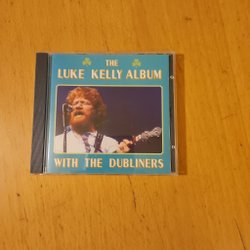 THE
LUKE KELLY ALBUM
WITH THE DUBLINERS